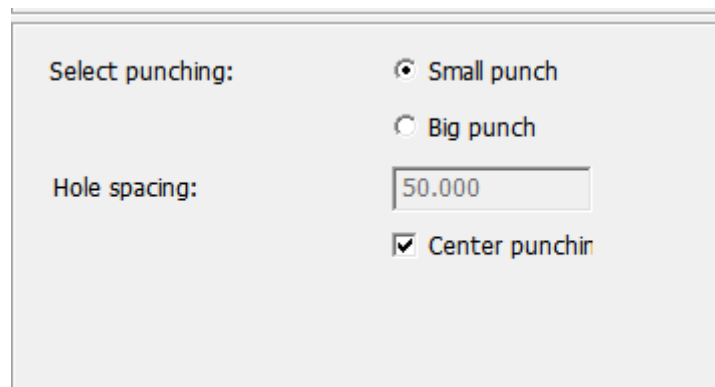 Select punching: Small punch
Big punch
Hole spacing: 50.000
Center punchin